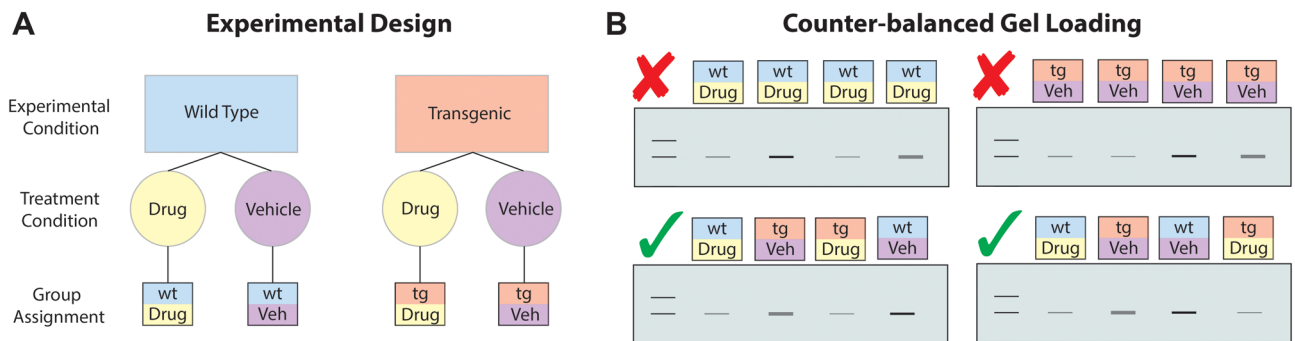 A Experimental Design
Experimental
Condition
Wild Type
Transgenic
Treatment
Condition
Drug
Vehicle
Drug
Vehicle
Group
Assignment
wt
Drug
wt
Veh
tg
Drug
tg
Veh
B Counter-balanced Gel Loading
wt
Drug
wt
Drug
wt
Drug
wt
Drug
tg
Veh
tg
Veh
tg
Veh
tg
Veh
wt
Drug
tg
Veh
tg
Drug
wt
Veh
wt
Drug
tg
Veh
wt
Veh
tg
Drug